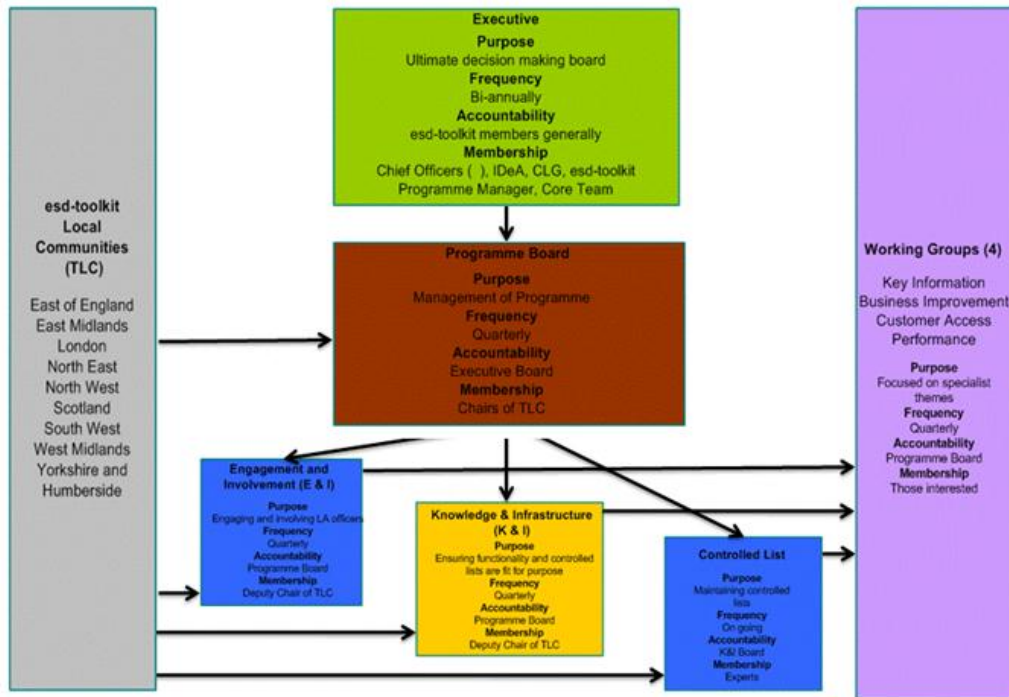 esd-toolkit
Local
Communities
(TLC)
East of England
East Midlands
London
North East
North West
Scotland
South West
West Midlands
Yorkshire and
Humberside
Executive
Purpose
Ultimate decision making board
Frequency
Bi-annually
Accountability
esd-toolkit members generally
Membership
Chief Officers ( ), IDeA, CLG, esd-toolkit
Programme Manager, Core Team
Programme Board
Purpose
Management of Programme
Frequency
Quarterly
Accountability
Executive Board
Membership
Chairs of TLC
Engagement and
Involvement (E & I)
Purpose
Engaging and involving LA officers
Frequency
Quarterly
Accountability
Programme Board
Membership
Deputy Chair of TLC
Knowledge & Infrastructure
(K & I)
Purpose
Ensuring functionality and controlled
lists are fit for purpose
Frequency
Quarterly
Accountability
Programme Board
Membership
Deputy Chair of TLC
Controlled List
Purpose
Maintaining controlled
lists
Frequency
On going
Accountability
K&I Board
Membership
Experts
Working Groups (4)
Key Information
Business Improvement
Customer Access
Performance
Purpose
Focused on specialist
themes
Frequency
Quarterly
Accountability
Programme Board
Membership
Those interested